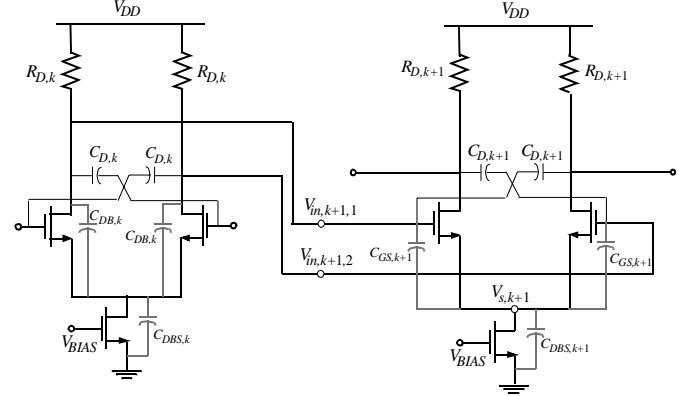 V_DD
V_DD
R_D,k
R_D,k
R_D,k+1
R_D,k+1
C_D,k
C_D,k
C_D,k+1
C_D,k+1
C_DB,k
C_DB,k
V_in,k+1,1
V_in,k+1,2
C_GS,k+1
C_GS,k+1
V_s,k+1
C_DBS,k
C_DBS,k+1
V_BIAS
V_BIAS